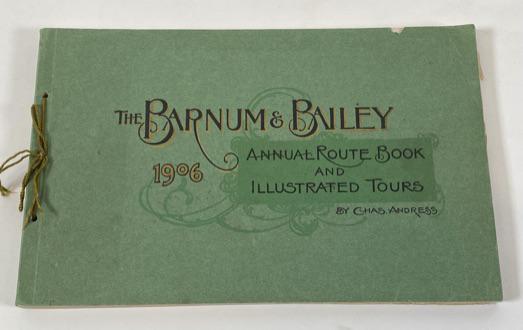 The Barnum & Bailey
1906
Annual Route Book
and
Illustrated Tours
by Chas. Andress